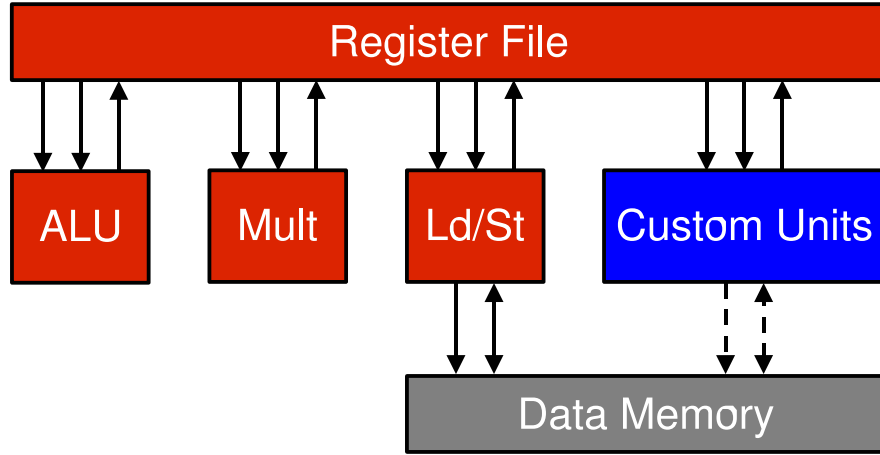 Register File
ALU
Mult
Ld/St
Custom Units
Data Memory